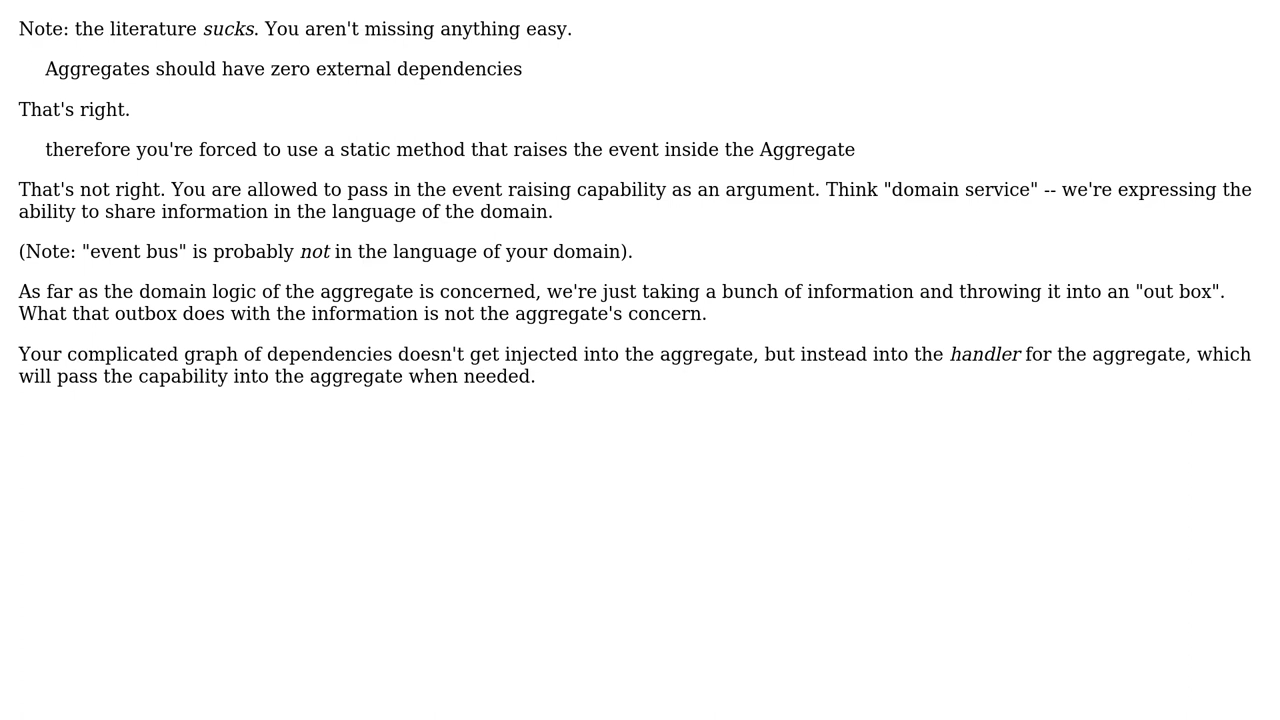 Note: the literature sucks. You aren't missing anything easy.
Aggregates should have zero external dependencies
That's right.
therefore you're forced to use a static method that raises the event inside the Aggregate
That's not right. You are allowed to pass in the event raising capability as an argument. Think "domain service" -- we're expressing the
ability to share information in the language of the domain.
(Note: "event bus" is probably not in the language of your domain).
As far as the domain logic of the aggregate is concerned, we're just taking a bunch of information and throwing it into an "out box".
What that outbox does with the information is not the aggregate's concern.
Your complicated graph of dependencies doesn't get injected into the aggregate, but instead into the handler for the aggregate, which
will pass the capability into the aggregate when needed.